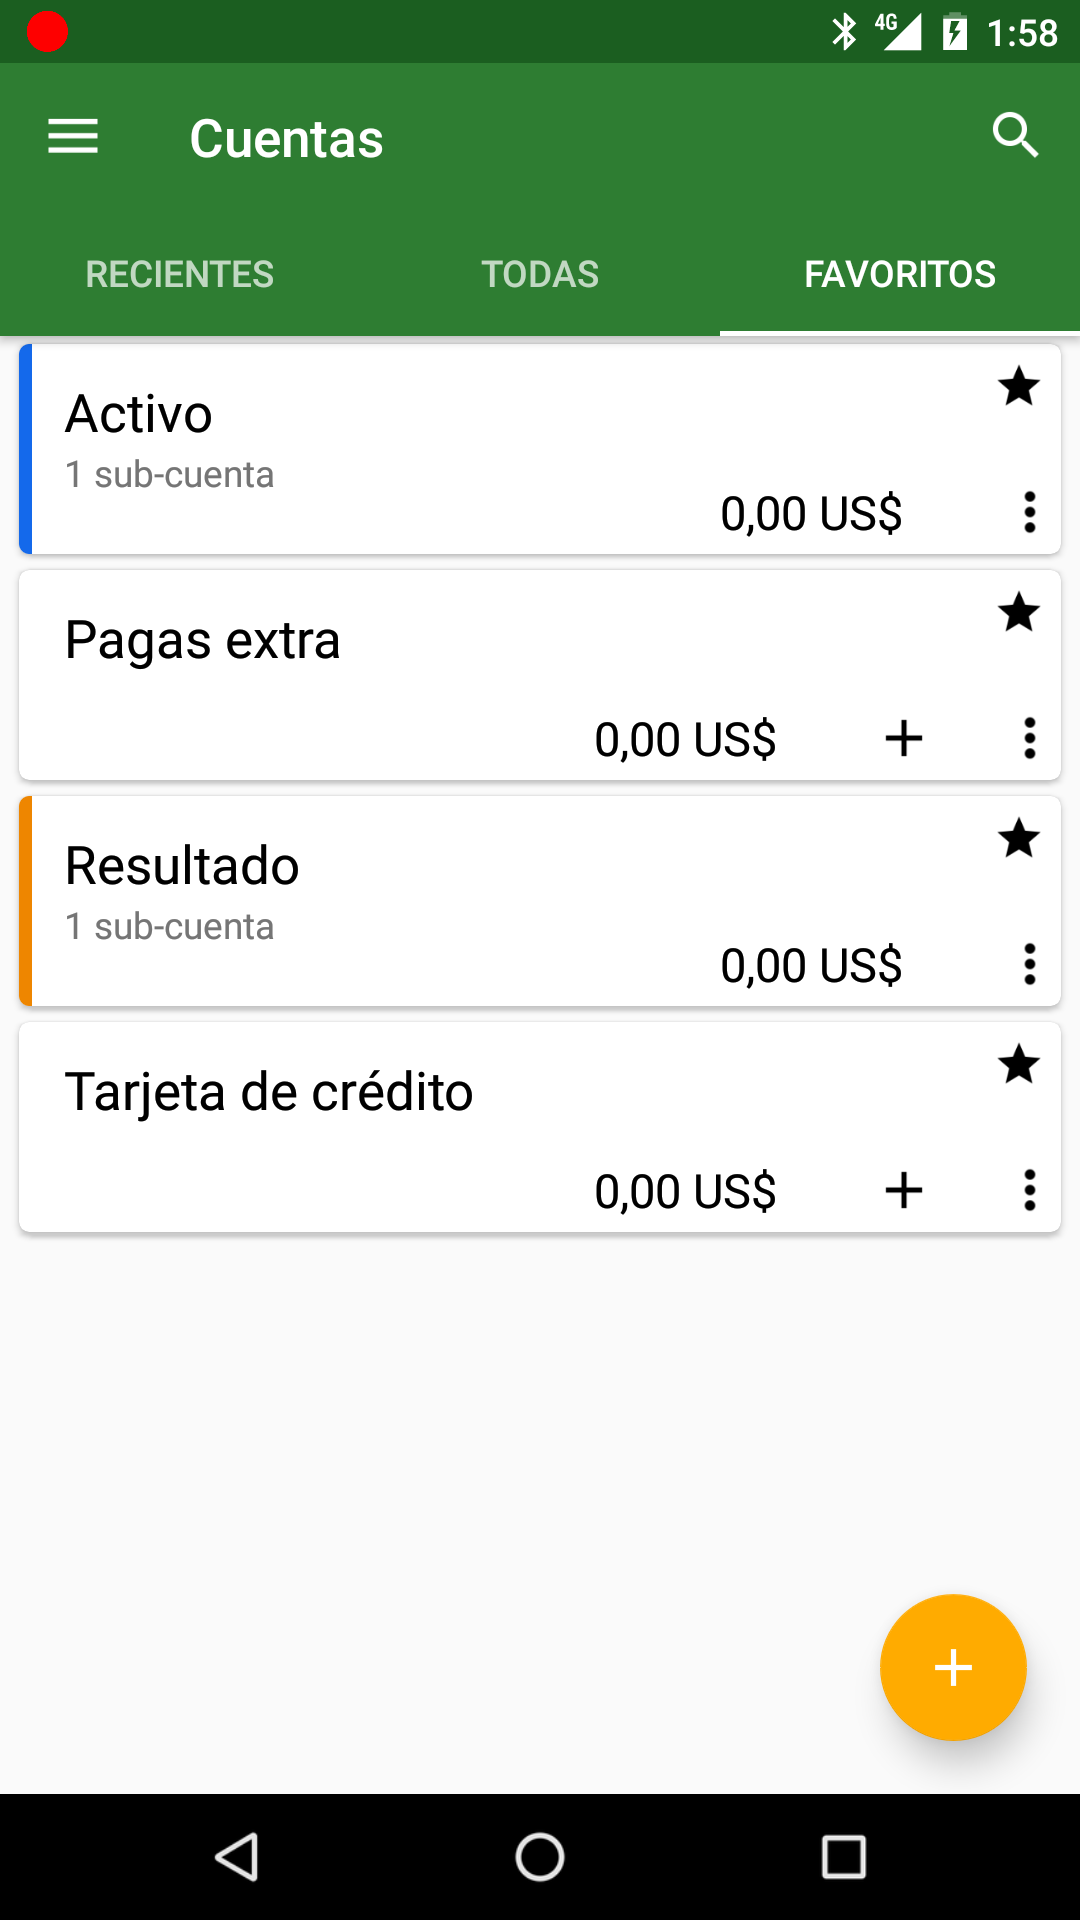 4G 1:58
Cuentas
RECIENTES TODAS FAVORITOS
Activo
1 sub-cuenta
0,00 US$
Pagas extra
0,00 US$
Resultado
1 sub-cuenta
0,00 US$
Tarjeta de crédito
0,00 US$